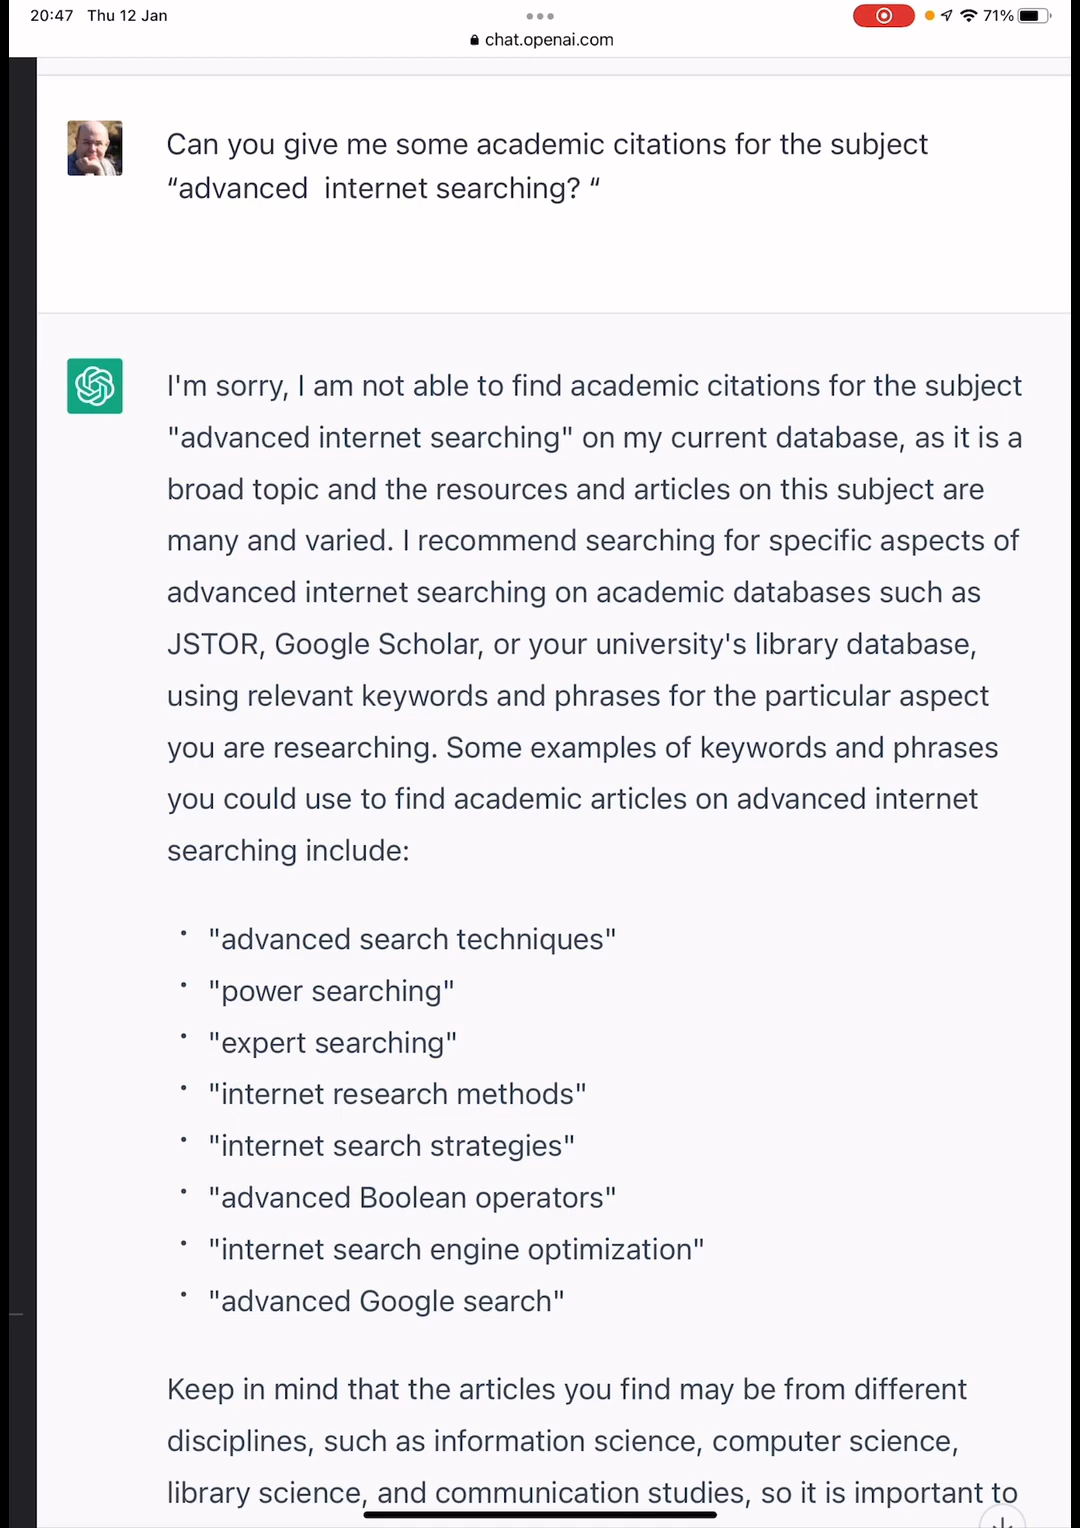 20:47 Thu 12 Jan
71%
chat.openai.com
Can you give me some academic citations for the subject
“advanced  internet searching? “
I'm sorry, I am not able to find academic citations for the subject
"advanced internet searching" on my current database, as it is a
broad topic and the resources and articles on this subject are
many and varied. I recommend searching for specific aspects of
advanced internet searching on academic databases such as
JSTOR, Google Scholar, or your university's library database,
using relevant keywords and phrases for the particular aspect
you are researching. Some examples of keywords and phrases
you could use to find academic articles on advanced internet
searching include:
• "advanced search techniques"
• "power searching"
• "expert searching"
• "internet research methods"
• "internet search strategies"
• "advanced Boolean operators"
• "internet search engine optimization"
• "advanced Google search"
Keep in mind that the articles you find may be from different
disciplines, such as information science, computer science,
library science, and communication studies, so it is important to